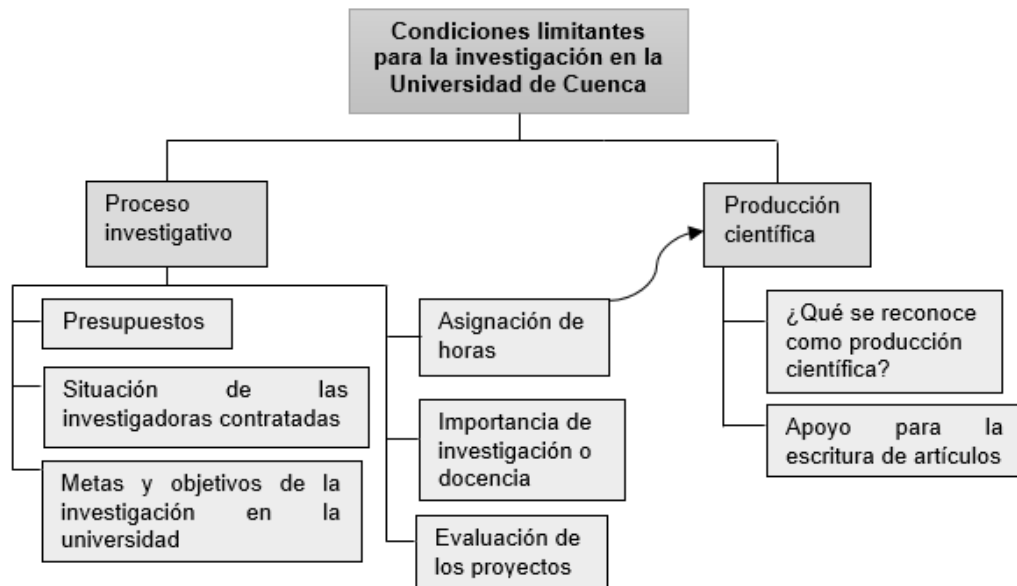 Condiciones limitantes
para la investigación en la
Universidad de Cuenca
Proceso
investigativo
Producción
científica
Presupuestos
Situación de las
investigadoras contratadas
Metas y objetivos de la
investigación en la
universidad
Asignación de
horas
Importancia de
investigación o
docencia
Evaluación de
los proyectos
¿Qué se reconoce
como producción
científica?
Apoyo para la
escritura de artículos